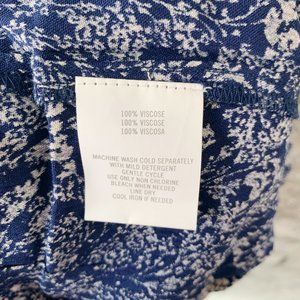 100% VISCOSE
100% VISCOSE
100% VISCOSA
MACHINE WASH COLD SEPARATELY
WITH MILD DETERGENT
GENTLE CYCLE
USE ONLY NON CHLORINE
BLEACH WHEN NEEDED
LINE DRY
COOL IRON IF NEEDED